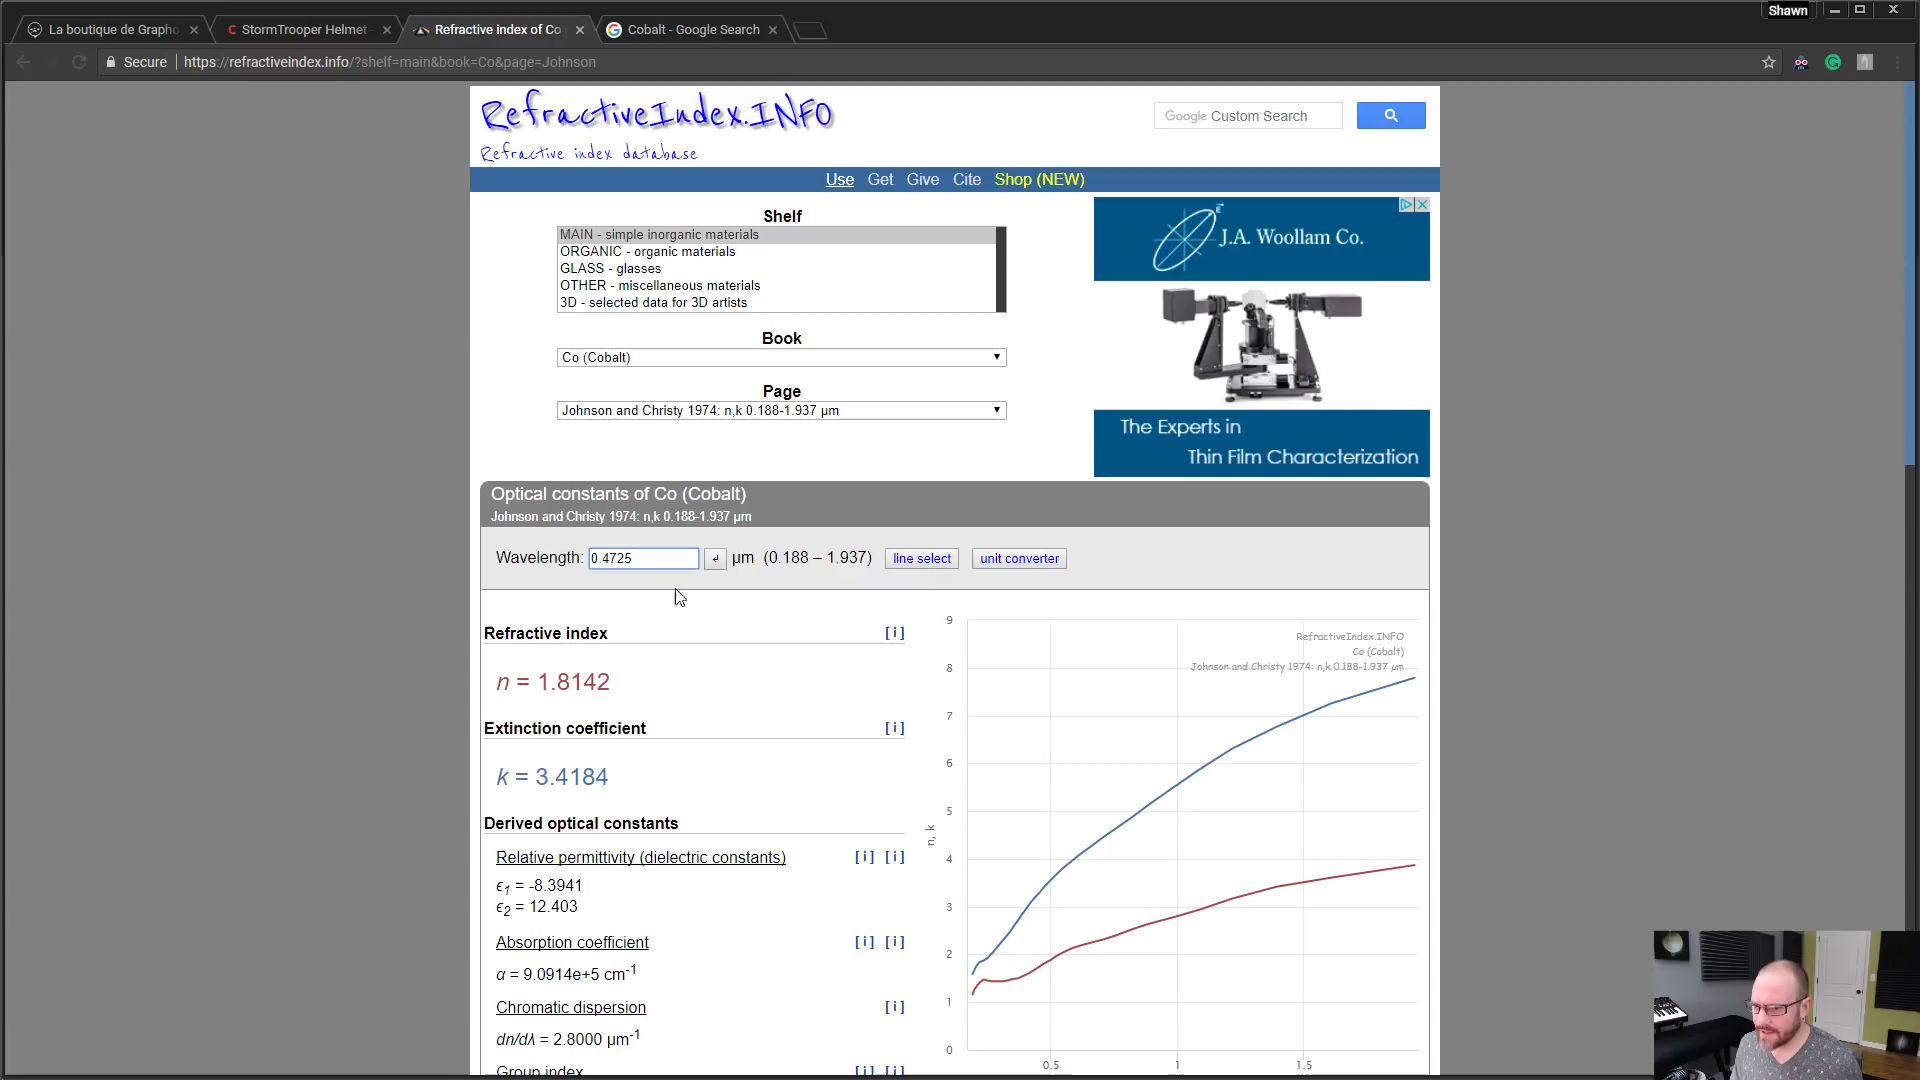 Shawn
La boutique de Grapho
StormTrooper Helmet
Refractive index of Co
Cobalt - Google Search
Secure
https://refractiveindex.info/?shelf=main&book=Co&page=Johnson
RefractiveIndex.INFO
Refractive index database
Google Custom Search
Use Get Give Cite Shop (NEW)
Shelf
MAIN - simple inorganic materials
ORGANIC - organic materials
GLASS - glasses
OTHER - miscellaneous materials
3D - selected data for 3D artists
Book
Co (Cobalt)
Page
Johnson and Christy 1974: n,k 0.188-1.937 µm
E
J.A. Woollam Co.
The Experts in
Thin Film Characterization
Optical constants of Co (Cobalt)
Johnson and Christy 1974: n,k 0.188-1.937 µm
Wavelength: 0.4725 µm (0.188 – 1.937) line select unit converter
Refractive index [ i ]
n = 1.8142
Extinction coefficient [ i ]
k = 3.4184
Derived optical constants
Relative permittivity (dielectric constants) [ i ] [ i ]
ϵ1 = -8.3941
ϵ2 = 12.403
Absorption coefficient [ i ] [ i ]
α = 9.0914e+5 cm-1
Chromatic dispersion [ i ]
dn/dλ = 2.8000 µm-1
Group index [ i ] [ i ]
RefractiveIndex.INFO
Co (Cobalt)
Johnson and Christy 1974: n,k 0.188-1.937 µm
n, k
9
8
7
6
5
4
3
2
1
0
0.5 1 1.5